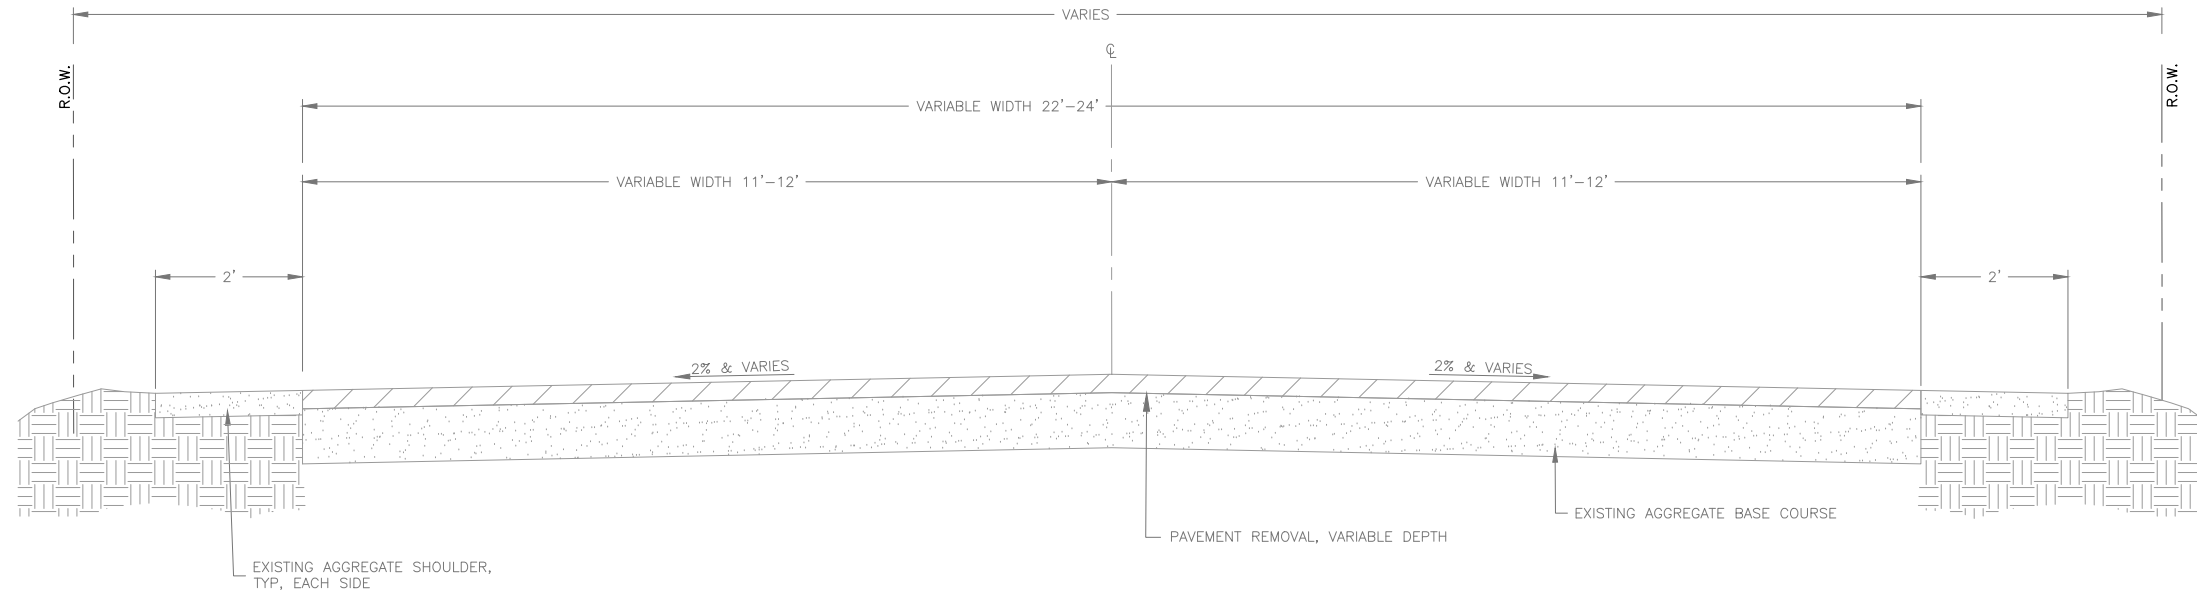 VARIES
℄
R.O.W.
R.O.W.
VARIABLE WIDTH 22'-24'
VARIABLE WIDTH 11'-12'
VARIABLE WIDTH 11'-12'
2'
2'
2% & VARIES
2% & VARIES
EXISTING AGGREGATE BASE COURSE
PAVEMENT REMOVAL, VARIABLE DEPTH
EXISTING AGGREGATE SHOULDER,
TYP, EACH SIDE